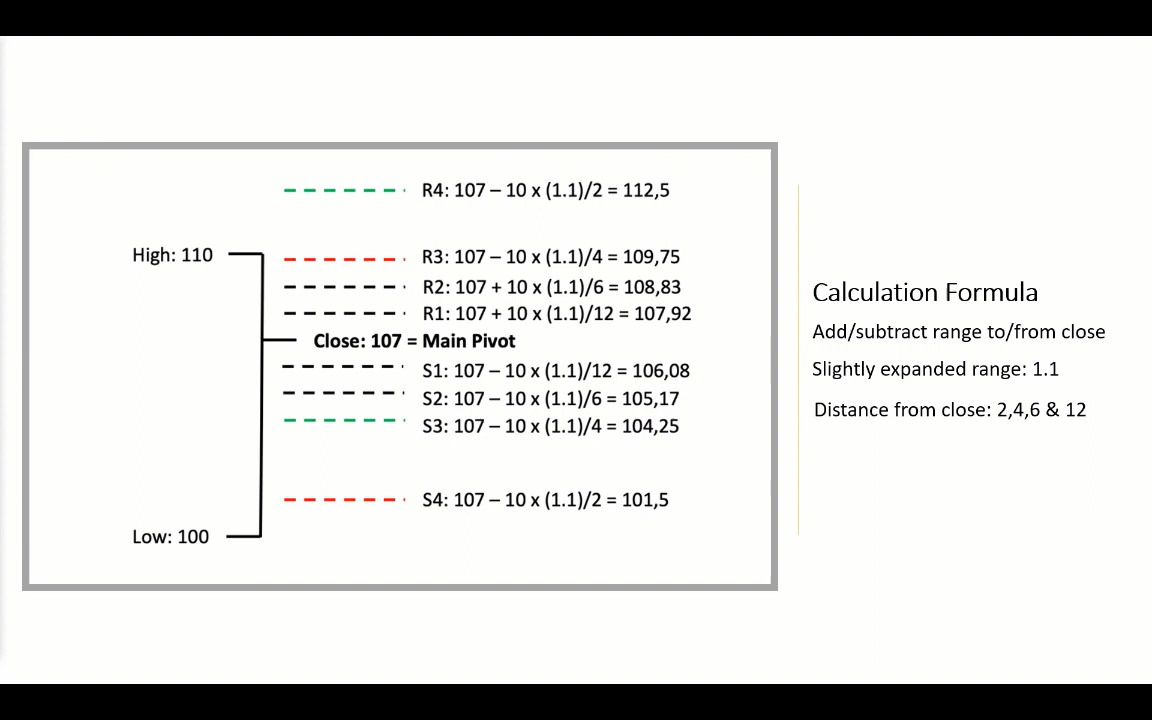 R4: 107 – 10 x (1.1)/2 = 112,5
High: 110
R3: 107 – 10 x (1.1)/4 = 109,75
R2: 107 + 10 x (1.1)/6 = 108,83
R1: 107 + 10 x (1.1)/12 = 107,92
Close: 107 = Main Pivot
S1: 107 – 10 x (1.1)/12 = 106,08
S2: 107 – 10 x (1.1)/6 = 105,17
S3: 107 – 10 x (1.1)/4 = 104,25
S4: 107 – 10 x (1.1)/2 = 101,5
Low: 100
Calculation Formula
Add/subtract range to/from close
Slightly expanded range: 1.1
Distance from close: 2,4,6 & 12